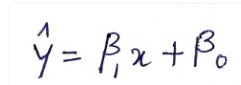 ŷ = β₁x + β₀